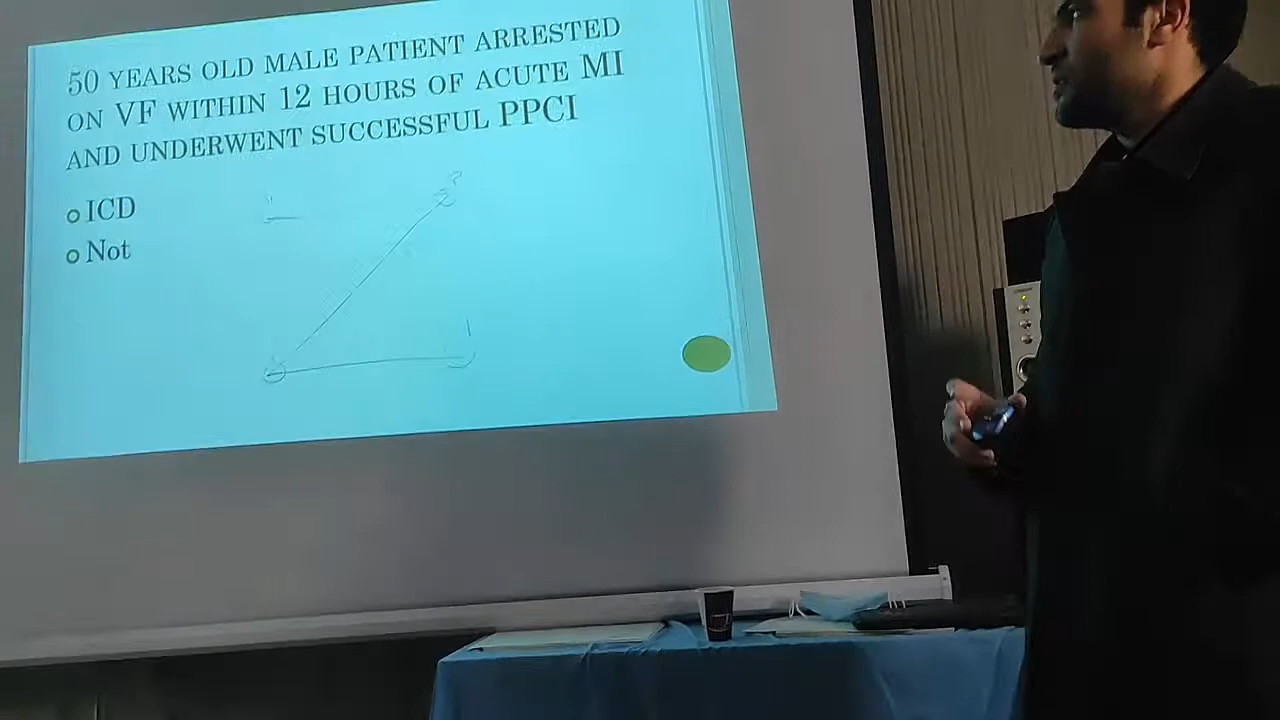 50 YEARS OLD MALE PATIENT ARRESTED
ON VF WITHIN 12 HOURS OF ACUTE MI
AND UNDERWENT SUCCESSFUL PPCI
ICD
Not